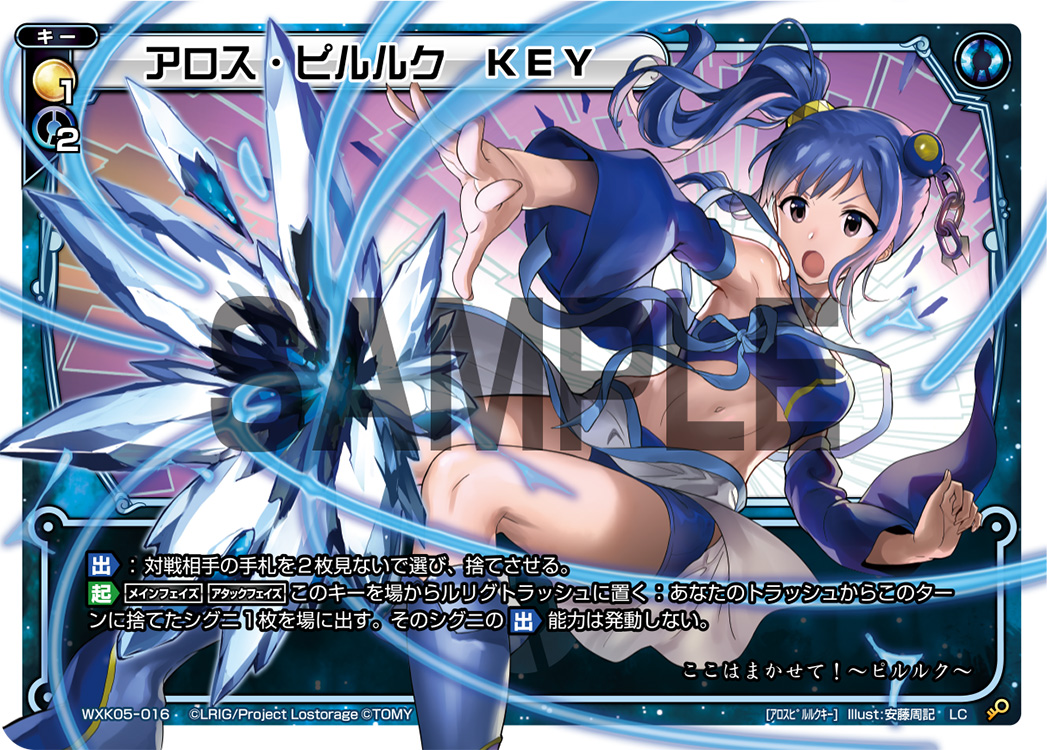 キー
アロス・ピルルク KEY
1
2
SAMPLE
出：対戦相手の手札を２枚見ないで選び、捨てさせる。
起 メインフェイズ アタックフェイズ このキーを場からルリグトラッシュに置く：あなたのトラッシュからこのター
ンに捨てたシグニ１枚を場に出す。そのシグニの 出 能力は発動しない。
ここはまかせて！～ピルルク～
WXK05-016 ©LRIG/Project Lostorage ©TOMY [ｱﾛｽﾋﾟﾙﾙｸｷｰ] Illust:安藤周記 LC